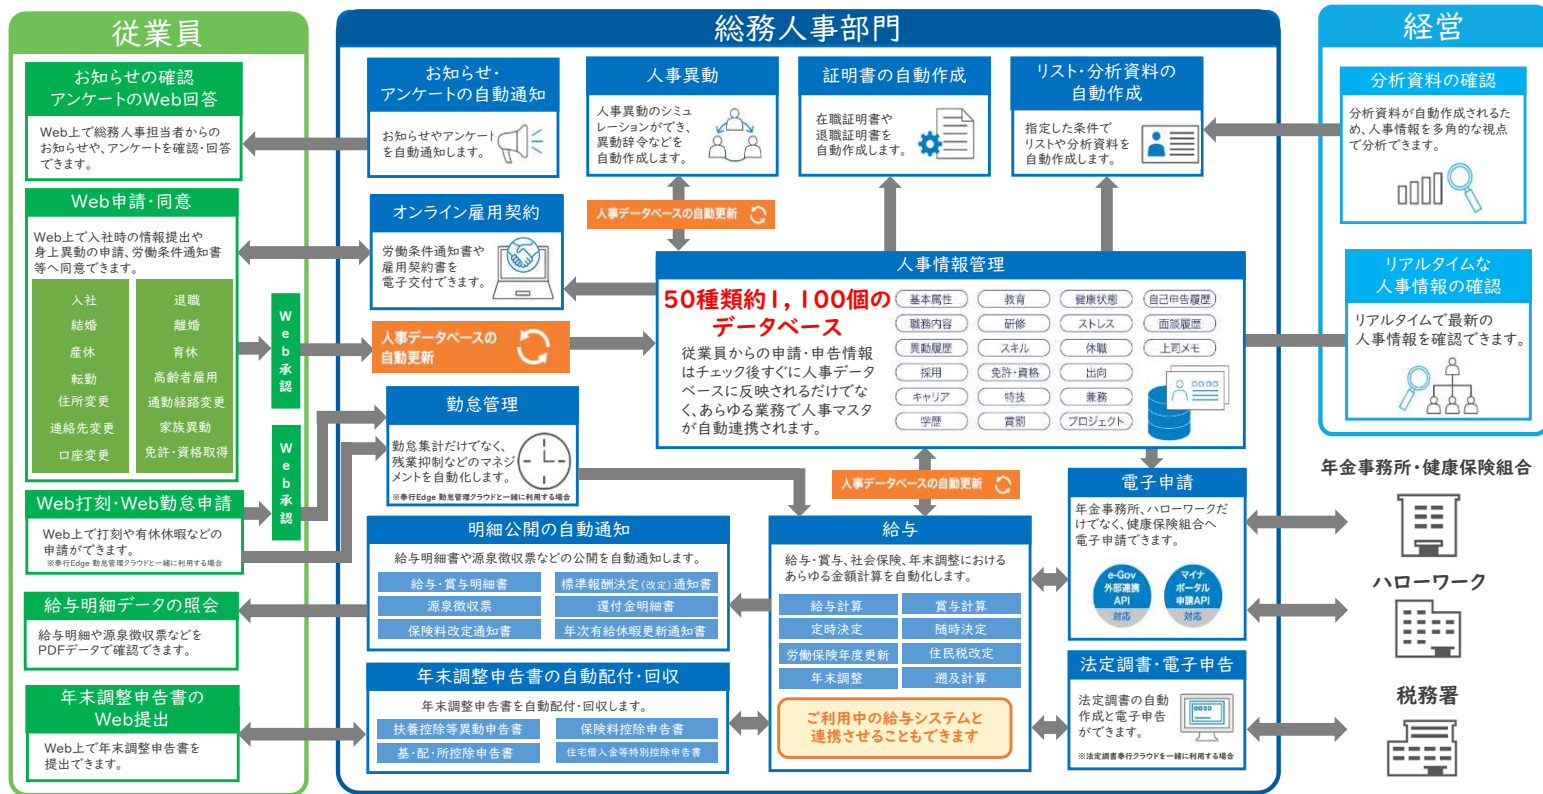 従業員
お知らせの確認
アンケートのWeb回答
Web上で総務人事担当者からの
お知らせや、アンケートを確認・回答
できます。
Web申請・同意
Web上で入社時の情報提出や
身上異動の申請、労働条件通知書
等へ同意できます。
入社
退職
結婚
離婚
産休
育休
転勤
高齢者雇用
住所変更
通勤経路変更
連絡先変更
家族異動
口座変更
免許・資格取得
Web承認
Web打刻・Web勤怠申請
Web上で打刻や有休休暇などの
申請ができます。
※奉行Edge 勤怠管理クラウドと一緒に利用する場合
Web承認
給与明細データの照会
給与明細や源泉徴収票などを
PDFデータで確認できます。
年末調整申告書の
Web提出
Web上で年末調整申告書を
提出できます。
総務人事部門
お知らせ・
アンケートの自動通知
お知らせやアンケート
を自動通知します。
人事異動
人事異動のシミュ
レーションができ、
異動辞令などを
自動作成します。
証明書の自動作成
在職証明書や
退職証明書を
自動作成します。
リスト・分析資料の
自動作成
指定した条件で
リストや分析資料を
自動作成します。
人事データベースの自動更新
オンライン雇用契約
労働条件通知書や
雇用契約書を
電子交付できます。
人事データベースの
自動更新
人事情報管理
50種類約1,100個の
データベース
従業員からの申請・申告情報
はチェック後すぐに人事データ
ベースに反映されるだけでな
く、あらゆる業務で人事マスタ
が自動連携されます。
基本属性
教育
健康状態
自己申告履歴
職務内容
研修
ストレス
面談履歴
異動履歴
スキル
休職
上司メモ
採用
免許・資格
出向
キャリア
特技
兼務
学歴
賞罰
プロジェクト
勤怠管理
勤怠集計だけでなく、
残業抑制などのマネジ
メントを自動化します。
※奉行Edge 勤怠管理クラウドと一緒に利用する場合
人事データベースの自動更新
明細公開の自動通知
給与明細書や源泉徴収票などの公開を自動通知します。
給与・賞与明細書
標準報酬決定(改定)通知書
源泉徴収票
還付金明細書
保険料改定通知書
年次有給休暇更新通知書
年末調整申告書の自動配付・回収
年末調整申告書を自動配付・回収します。
扶養控除等異動申告書
保険料控除申告書
基・配・所控除申告書
住宅借入金等特別控除申告書
給与
給与・賞与、社会保険、年末調整における
あらゆる金額計算を自動化します。
給与計算
賞与計算
定時決定
随時決定
労働保険年度更新
住民税改定
年末調整
遡及計算
ご利用中の給与システムと
連携させることもできます
電子申請
年金事務所、ハローワークだ
けでなく、健康保険組合へ
電子申請できます。
e-Gov
外部連携
API
対応
マイナ
ポータル
申請API
対応
法定調書・電子申告
法定調書の自動
作成と電子申告
ができます。
※法定調書奉行クラウドを一緒に利用する場合
経営
分析資料の確認
分析資料が自動作成されるた
め、人事情報を多角的な視点
で分析できます。
リアルタイムな
人事情報の確認
リアルタイムで最新の
人事情報を確認できます。
年金事務所・健康保険組合
ハローワーク
税務署